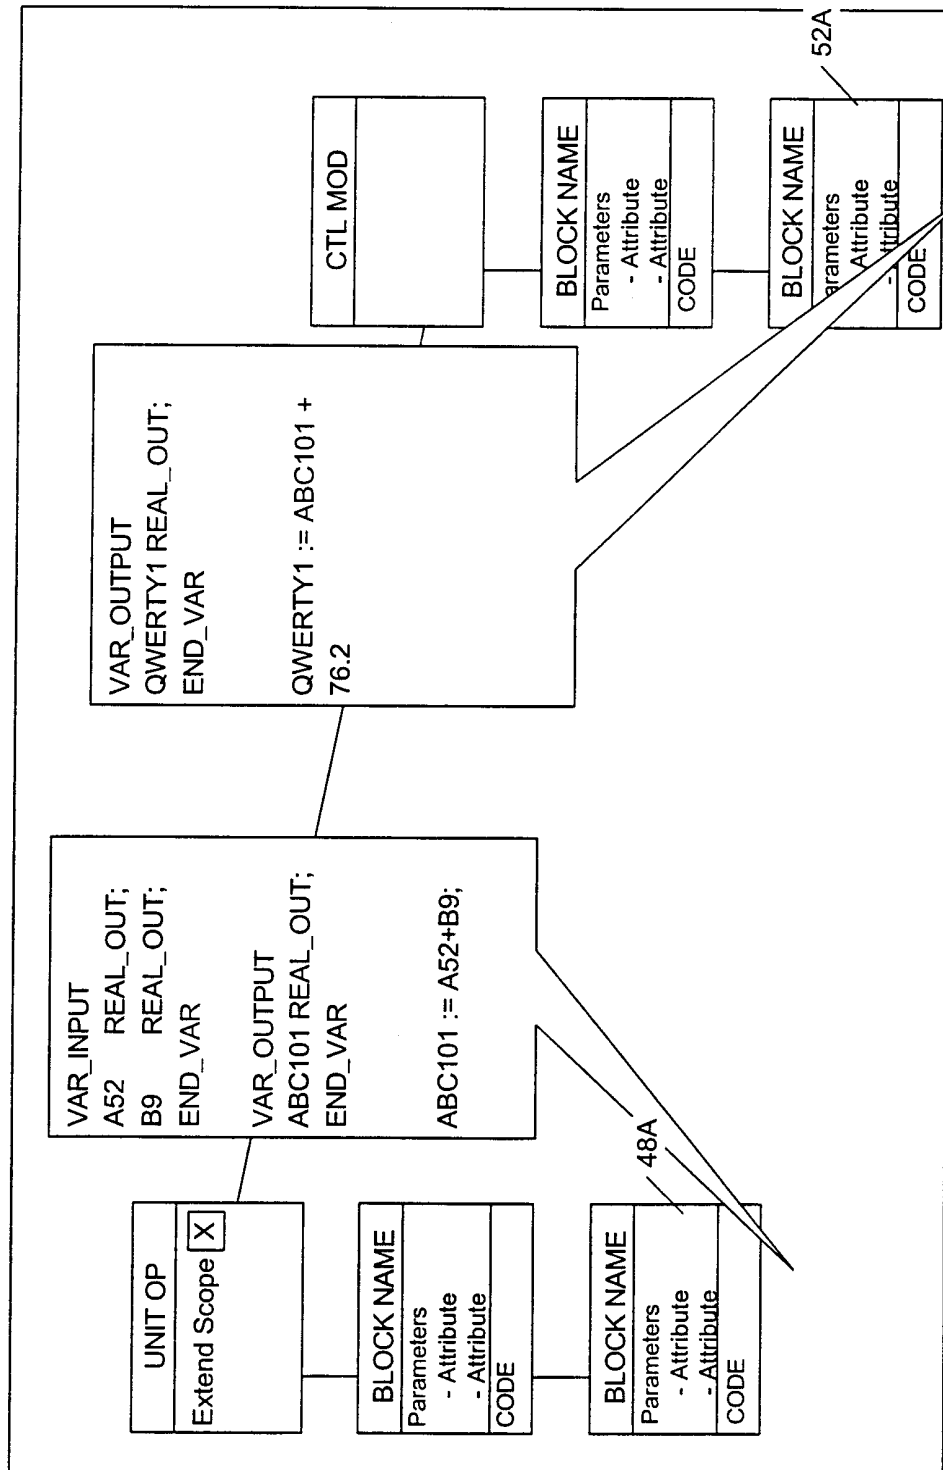 UNIT OP
Extend Scope X
BLOCK NAME
Parameters
- Attribute
- Attribute
CODE
BLOCK NAME
Parameters
- Attribute
- Attribute
CODE
48A
VAR_INPUT
A52 REAL_OUT;
B9 REAL_OUT;
END_VAR
VAR_OUTPUT
ABC101 REAL_OUT;
END_VAR
ABC101 := A52+B9;
VAR_OUTPUT
QWERTY1 REAL_OUT;
END_VAR
QWERTY1 := ABC101 +
76.2
CTL MOD
BLOCK NAME
Parameters
- Attribute
- Attribute
CODE
BLOCK NAME
arameters
Attribute
- Attribute
CODE
52A